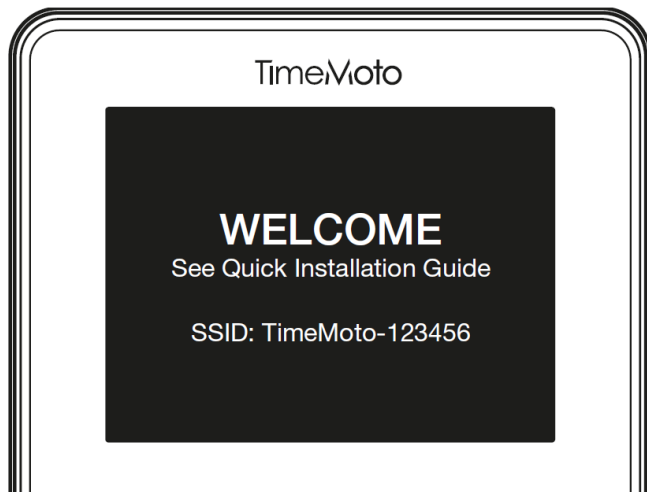 TimeMoto
WELCOME
See Quick Installation Guide
SSID: TimeMoto-123456